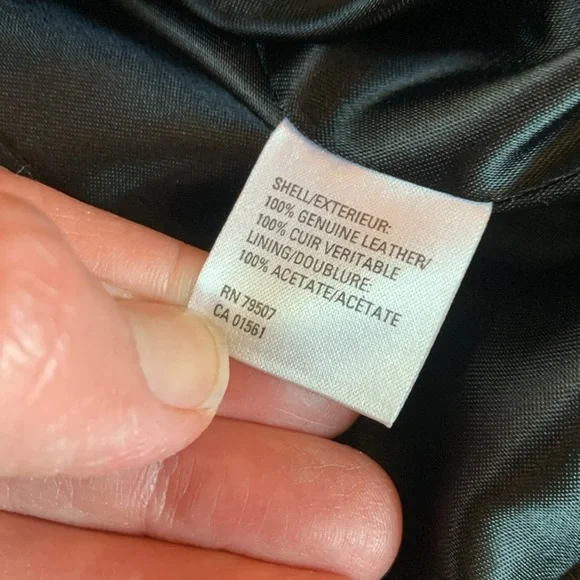 SHELL/EXTERIEUR:
100% GENUINE LEATHER/
100% CUIR VERITABLE
LINING/DOUBLURE:
100% ACETATE/ACÉTATE
RN 79507
CA 01561